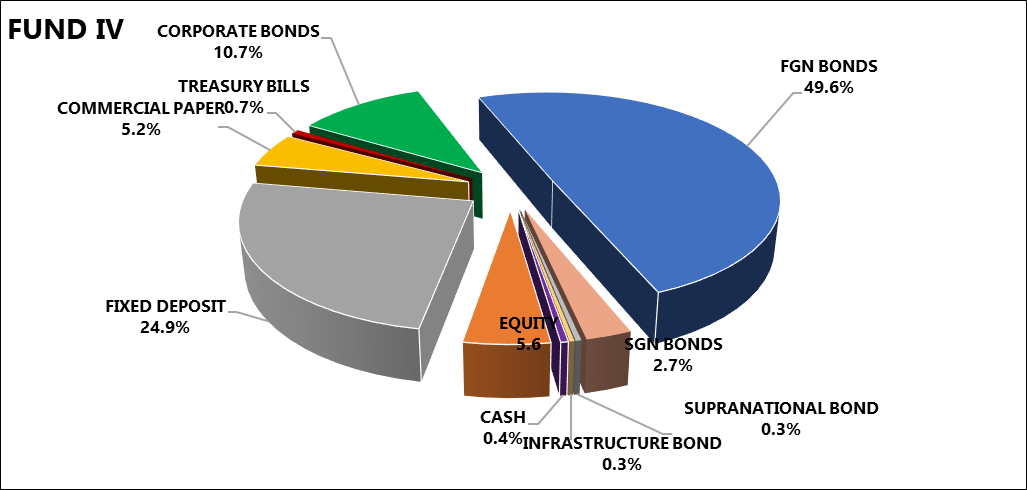 FUND IV
CORPORATE BONDS
10.7%
TREASURY BILLS
0.7%
COMMERCIAL PAPER
5.2%
FGN BONDS
49.6%
FIXED DEPOSIT
24.9%
EQUITY
5.6
SGN BONDS
2.7%
CASH
0.4%
SUPRANATIONAL BOND
0.3%
INFRASTRUCTURE BOND
0.3%